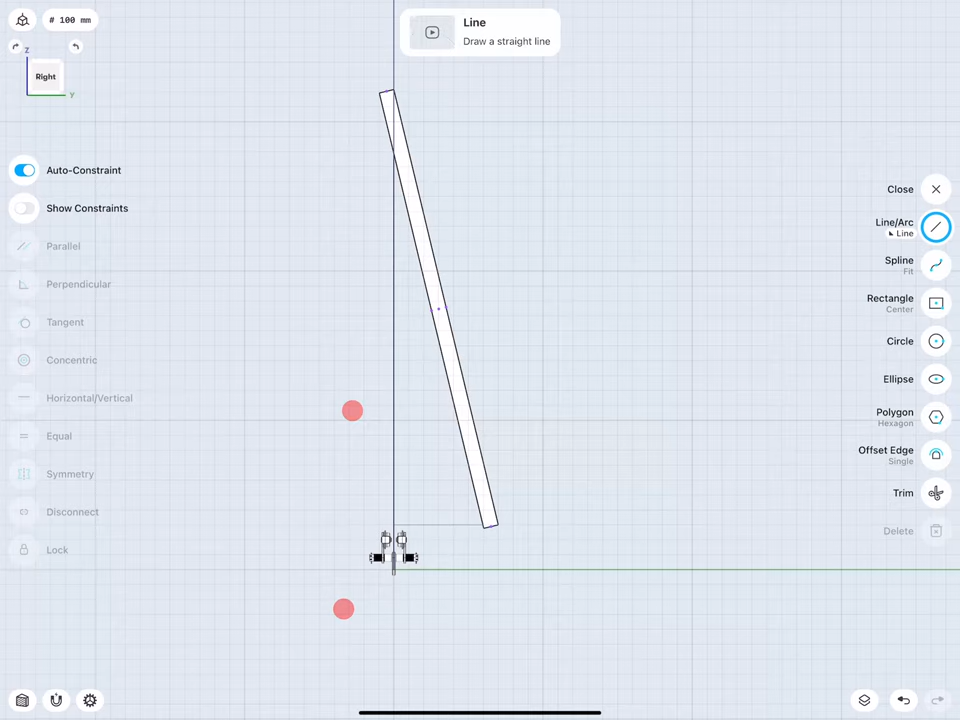 # 100 mm
Line
Draw a straight line
Z
Right
Y
Auto-Constraint
Show Constraints
Parallel
Perpendicular
Tangent
Concentric
Horizontal/Vertical
Equal
Symmetry
Disconnect
Lock
Close
Line/Arc
Line
Spline
Fit
Rectangle
Center
Circle
Ellipse
Polygon
Hexagon
Offset Edge
Single
Trim
Delete